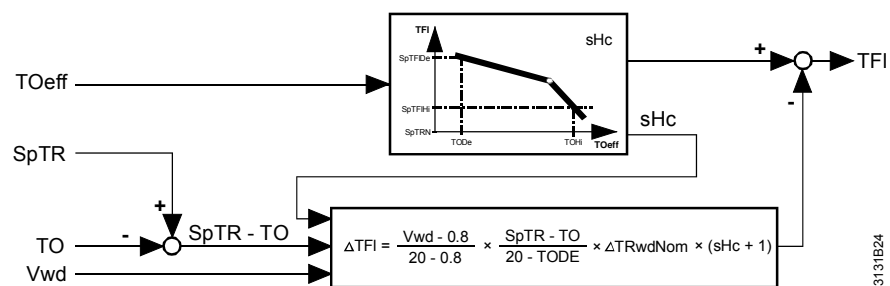 TFI
sHc
SpTFIDe
SpTFIHi
SpTRN
TODe
TOHi
TOeff
TOeff
+
TFI
-
sHc
SpTR
+
-
SpTR - TO
TO
Vwd
ΔTFI = Vwd - 0.8 / 20 - 0.8 × SpTR - TO / 20 - TODE × ΔTRwdNom × (sHc + 1)
3131B24